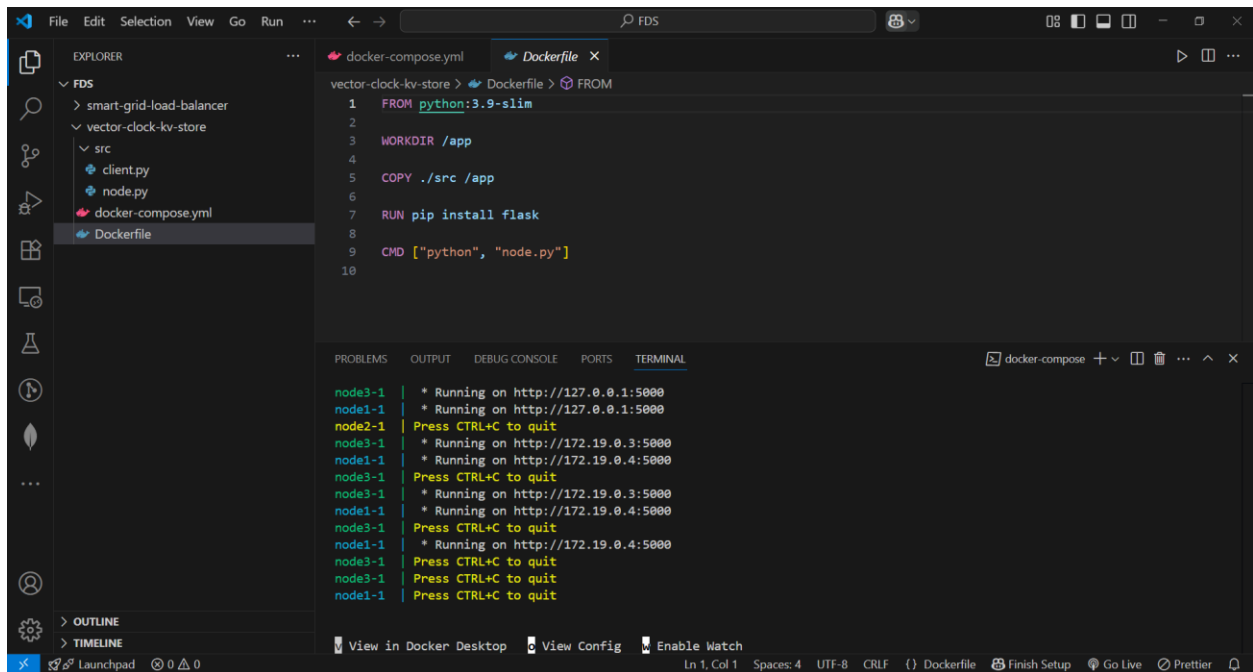 File Edit Selection View Go Run ··· FDS
EXPLORER ···
FDS
smart-grid-load-balancer
vector-clock-kv-store
src
client.py
node.py
docker-compose.yml
Dockerfile
OUTLINE
TIMELINE
docker-compose.yml Dockerfile
vector-clock-kv-store > Dockerfile > FROM
1 FROM python:3.9-slim
2
3 WORKDIR /app
4
5 COPY ./src /app
6
7 RUN pip install flask
8
9 CMD ["python", "node.py"]
10
PROBLEMS OUTPUT DEBUG CONSOLE PORTS TERMINAL docker-compose
node3-1 | * Running on http://127.0.0.1:5000
node1-1 | * Running on http://127.0.0.1:5000
node2-1 | Press CTRL+C to quit
node3-1 | * Running on http://172.19.0.3:5000
node1-1 | * Running on http://172.19.0.4:5000
node3-1 | Press CTRL+C to quit
node3-1 | * Running on http://172.19.0.3:5000
node1-1 | * Running on http://172.19.0.4:5000
node3-1 | Press CTRL+C to quit
node1-1 | * Running on http://172.19.0.4:5000
node3-1 | Press CTRL+C to quit
node3-1 | Press CTRL+C to quit
node1-1 | Press CTRL+C to quit
v View in Docker Desktop o View Config w Enable Watch
Launchpad 0 0 Ln 1, Col 1 Spaces: 4 UTF-8 CRLF {} Dockerfile Finish Setup Go Live Prettier